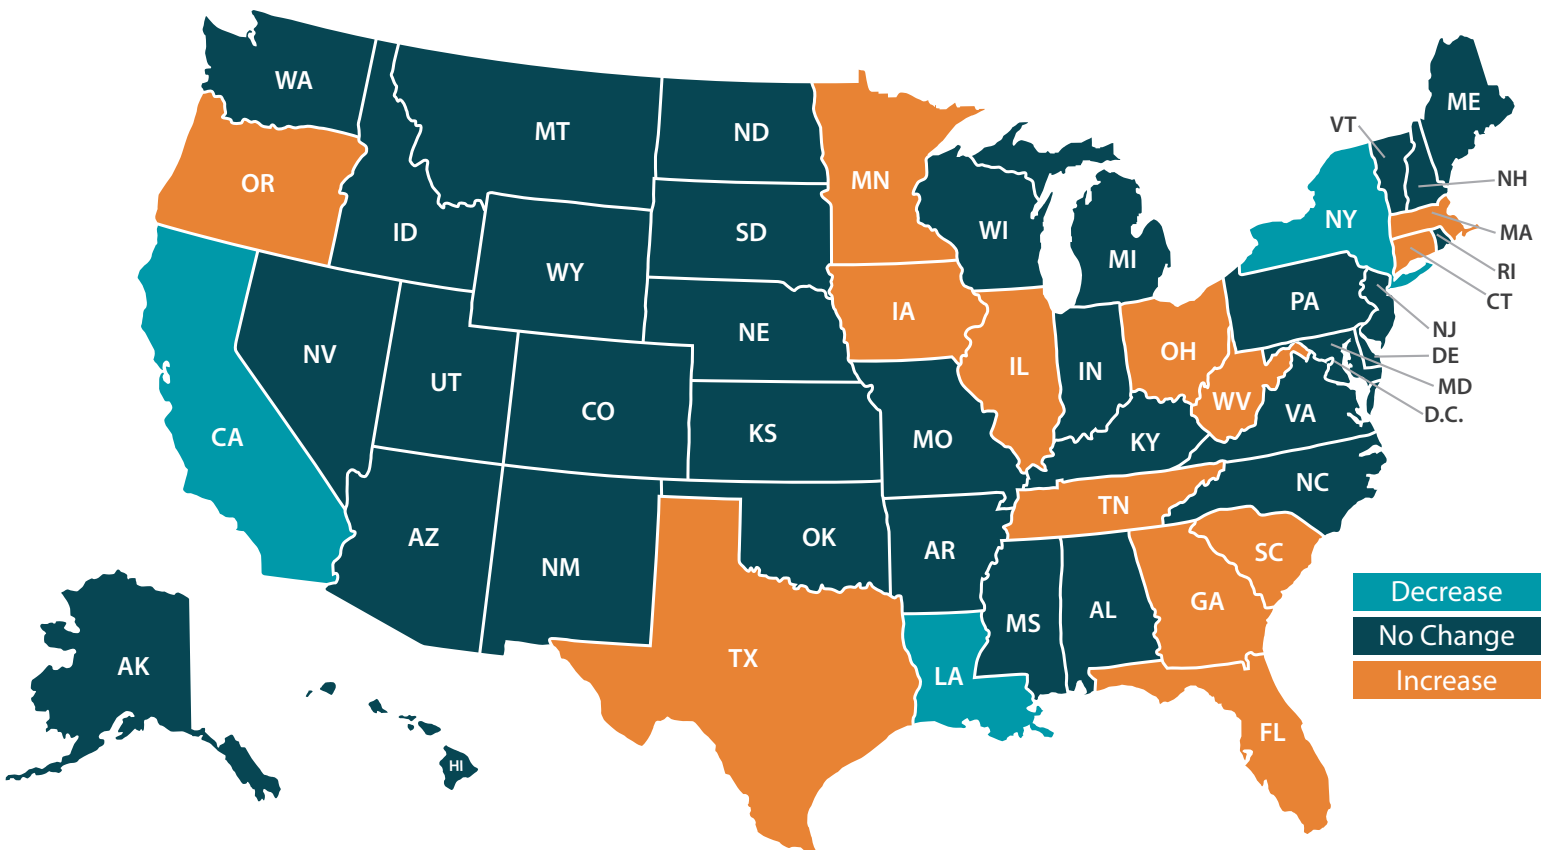 WA
MT
ND
MN
OR
ID
SD
WI
MI
WY
NE
IA
NV
UT
CO
IL
IN
OH
PA
NY
VT
ME
NH
MA
RI
CT
NJ
DE
MD
D.C.
CA
KS
MO
KY
WV
VA
AZ
NM
OK
AR
TN
NC
SC
MS
AL
GA
TX
LA
FL
AK
HI
Decrease
No Change
Increase